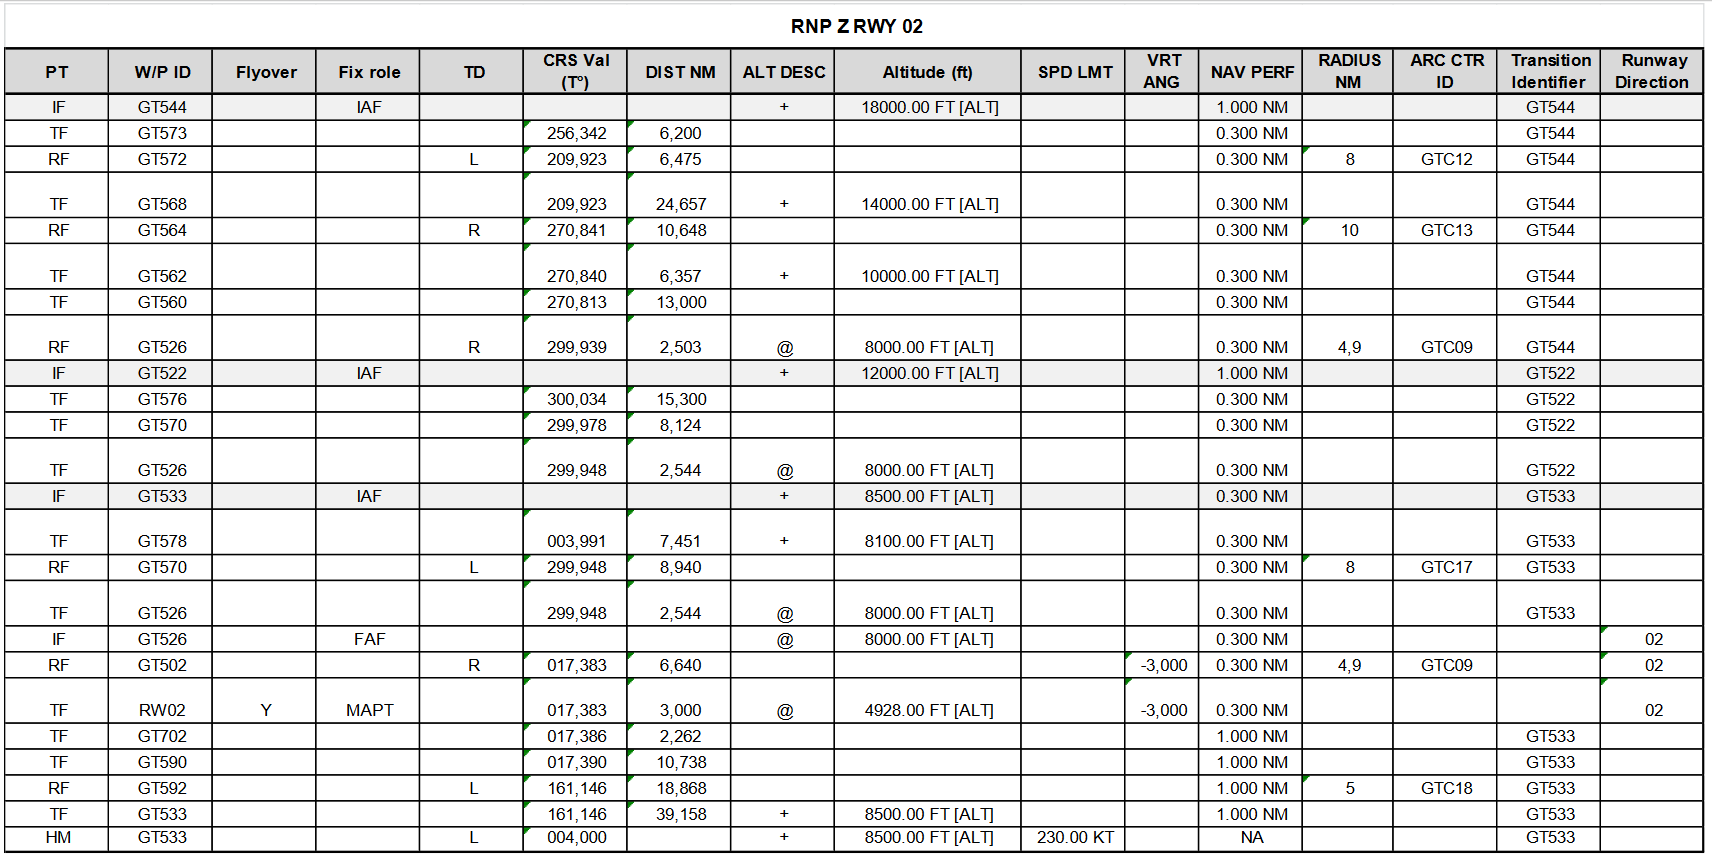 RNP Z RWY 02
PT W/P ID Flyover Fix role TD CRS Val (T°) DIST NM ALT DESC Altitude (ft) SPD LMT VRT ANG NAV PERF RADIUS NM ARC CTR ID Transition Identifier Runway Direction
IF GT544 IAF + 18000.00 FT [ALT] 1.000 NM GT544
TF GT573 256,342 6,200 0.300 NM GT544
RF GT572 L 209,923 6,475 0.300 NM 8 GTC12 GT544
TF GT568 209,923 24,657 + 14000.00 FT [ALT] 0.300 NM GT544
RF GT564 R 270,841 10,648 0.300 NM 10 GTC13 GT544
TF GT562 270,840 6,357 + 10000.00 FT [ALT] 0.300 NM GT544
TF GT560 270,813 13,000 0.300 NM GT544
RF GT526 R 299,939 2,503 @ 8000.00 FT [ALT] 0.300 NM 4,9 GTC09 GT544
IF GT522 IAF + 12000.00 FT [ALT] 1.000 NM GT522
TF GT576 300,034 15,300 0.300 NM GT522
TF GT570 299,978 8,124 0.300 NM GT522
TF GT526 299,948 2,544 @ 8000.00 FT [ALT] 0.300 NM GT522
IF GT533 IAF + 8500.00 FT [ALT] 0.300 NM GT533
TF GT578 003,991 7,451 + 8100.00 FT [ALT] 0.300 NM GT533
RF GT570 L 299,948 8,940 0.300 NM 8 GTC17 GT533
TF GT526 299,948 2,544 @ 8000.00 FT [ALT] 0.300 NM GT533
IF GT526 FAF @ 8000.00 FT [ALT] 0.300 NM 02
RF GT502 R 017,383 6,640 -3,000 0.300 NM 4,9 GTC09 02
TF RW02 Y MAPT 017,383 3,000 @ 4928.00 FT [ALT] -3,000 0.300 NM 02
TF GT702 017,386 2,262 1.000 NM GT533
TF GT590 017,390 10,738 1.000 NM GT533
RF GT592 L 161,146 18,868 1.000 NM 5 GTC18 GT533
TF GT533 161,146 39,158 + 8500.00 FT [ALT] 1.000 NM GT533
HM GT533 L 004,000 + 8500.00 FT [ALT] 230.00 KT NA GT533